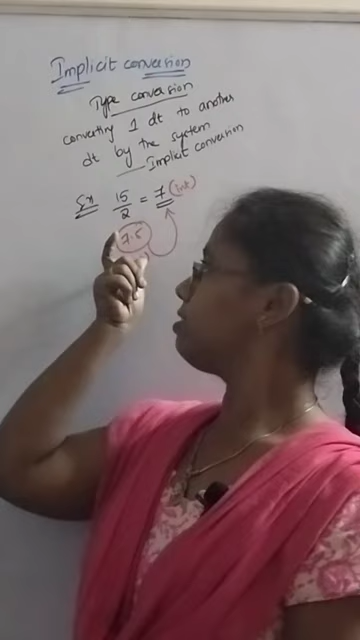 Implicit conversion
Type conversion
converting 1 dt to another
dt by the system
Implicit conversion
Ex 15/2 = 7 (int)
7.5